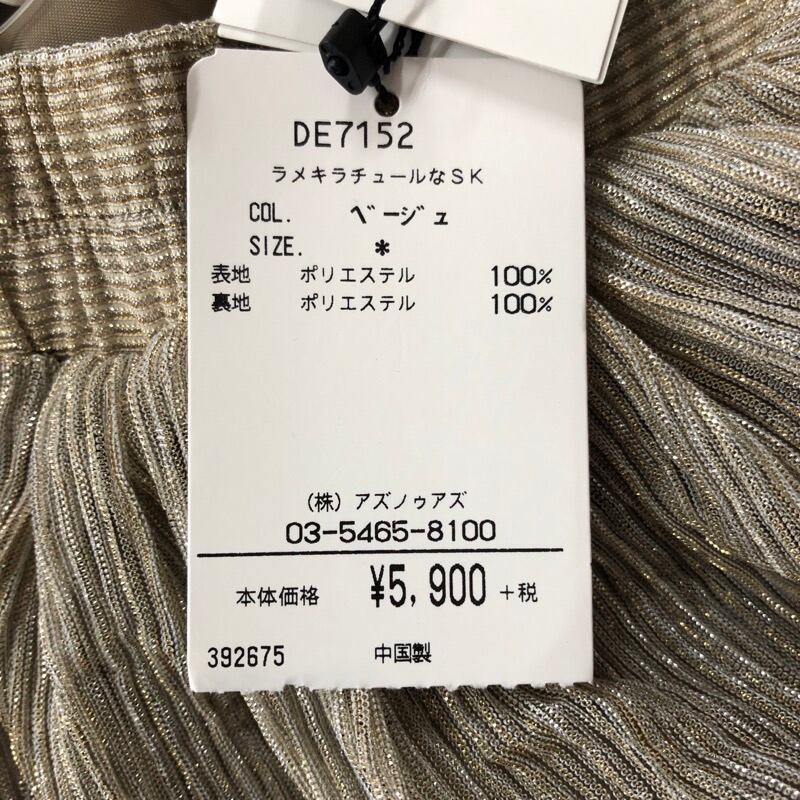 DE7152
ラメキラチュールなＳＫ
COL. ﾍﾞｰｼﾞｭ
SIZE. *
表地 ポリエステル 100%
裏地 ポリエステル 100%
（株）アズノゥアズ
03-5465-8100
本体価格 ¥5,900 +税
392675 中国製